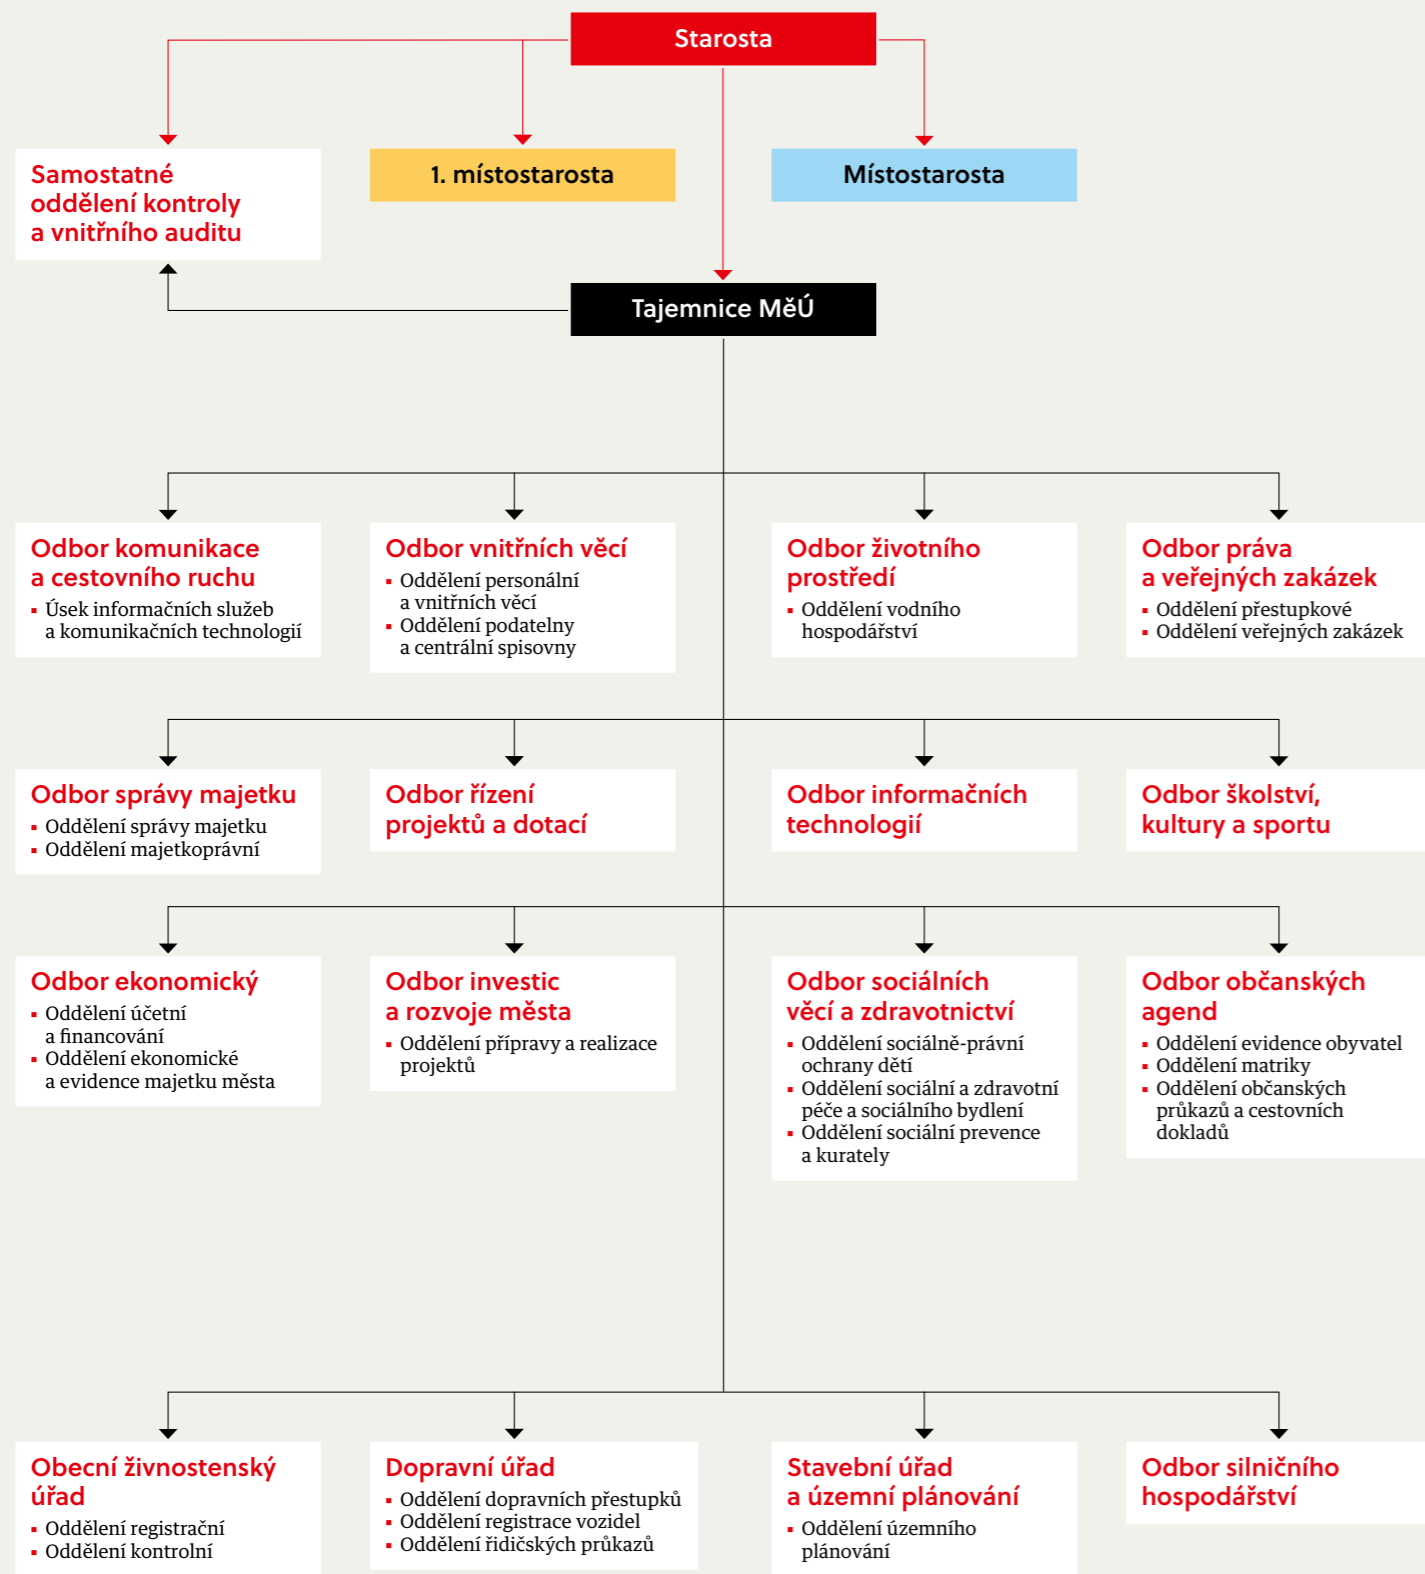 Starosta
Samostatné
oddělení kontroly
a vnitřního auditu
1. místostarosta
Místostarosta
Tajemnice MěÚ
Odbor komunikace
a cestovního ruchu
▪ Úsek informačních služeb
a komunikačních technologií
Odbor vnitřních věcí
▪ Oddělení personální
a vnitřních věcí
▪ Oddělení podatelny
a centrální spisovny
Odbor životního
prostředí
▪ Oddělení vodního
hospodářství
Odbor práva
a veřejných zakázek
▪ Oddělení přestupkové
▪ Oddělení veřejných zakázek
Odbor správy majetku
▪ Oddělení správy majetku
▪ Oddělení majetkoprávní
Odbor řízení
projektů a dotací
Odbor informačních
technologií
Odbor školství,
kultury a sportu
Odbor ekonomický
▪ Oddělení účetní
a financování
▪ Oddělení ekonomické
a evidence majetku města
Odbor investic
a rozvoje města
▪ Oddělení přípravy a realizace
projektů
Odbor sociálních
věcí a zdravotnictví
▪ Oddělení sociálně-právní
ochrany dětí
▪ Oddělení sociální a zdravotní
péče a sociálního bydlení
▪ Oddělení sociální prevence
a kurately
Odbor občanských
agend
▪ Oddělení evidence obyvatel
▪ Oddělení matriky
▪ Oddělení občanských
průkazů a cestovních
dokladů
Obecní živnostenský
úřad
▪ Oddělení registrační
▪ Oddělení kontrolní
Dopravní úřad
▪ Oddělení dopravních přestupků
▪ Oddělení registrace vozidel
▪ Oddělení řidičských průkazů
Stavební úřad
a územní plánování
▪ Oddělení územního
plánování
Odbor silničního
hospodářství